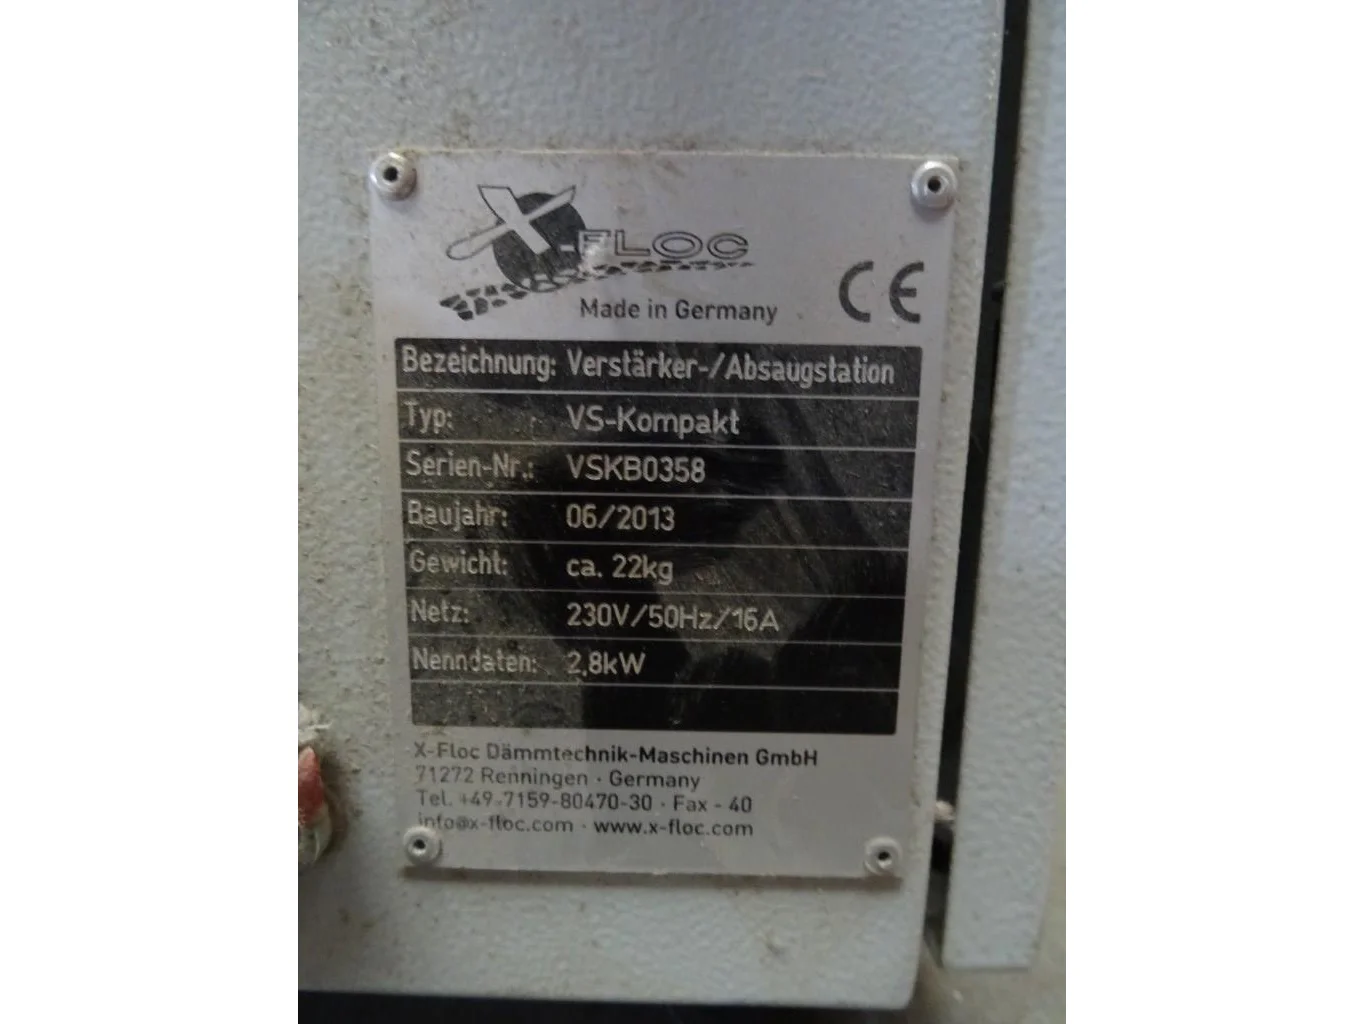 X-FLOC
Made in Germany
CE
Bezeichnung: Verstärker-/Absaugstation
Typ: VS-Kompakt
Serien-Nr.: VSKB0358
Baujahr: 06/2013
Gewicht: ca. 22kg
Netz: 230V/50Hz/16A
Nenndaten: 2,8kW
X-Floc Dämmtechnik-Maschinen GmbH
71272 Renningen · Germany
Tel. +49-7159-80470-30 · Fax - 40
info@x-floc.com · www.x-floc.com